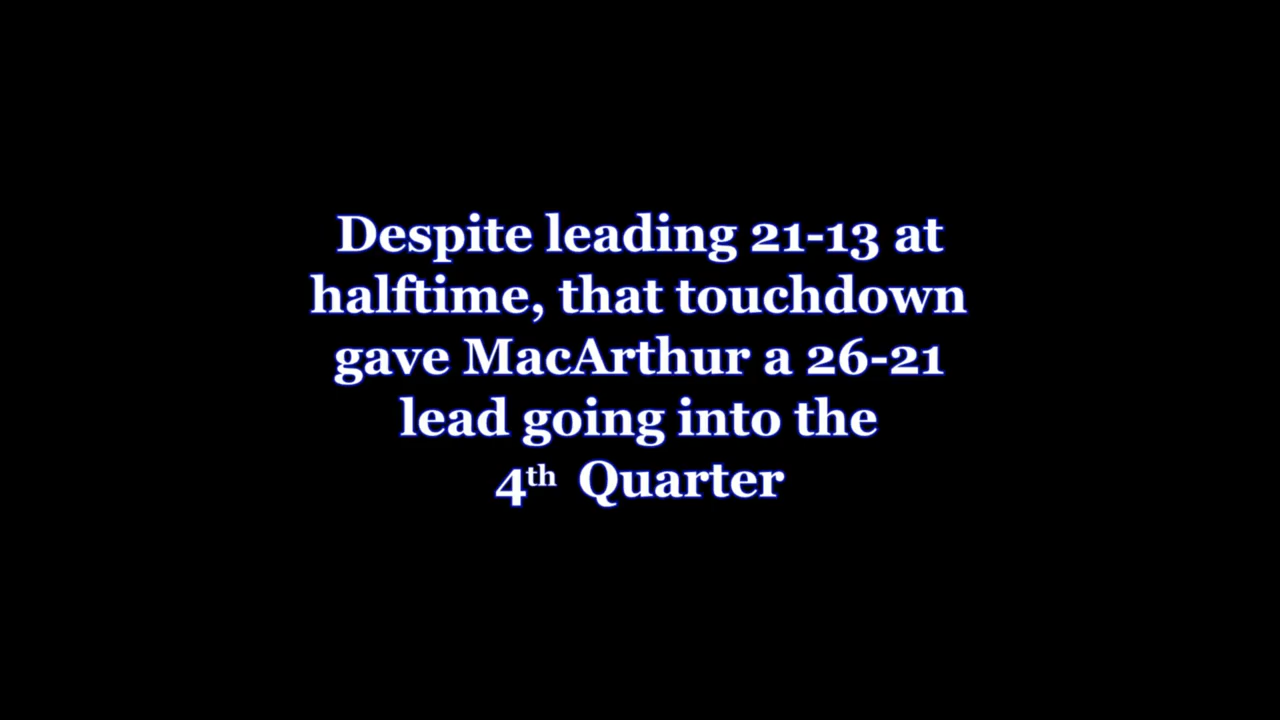 Despite leading 21-13 at
halftime, that touchdown
gave MacArthur a 26-21
lead going into the
4th Quarter